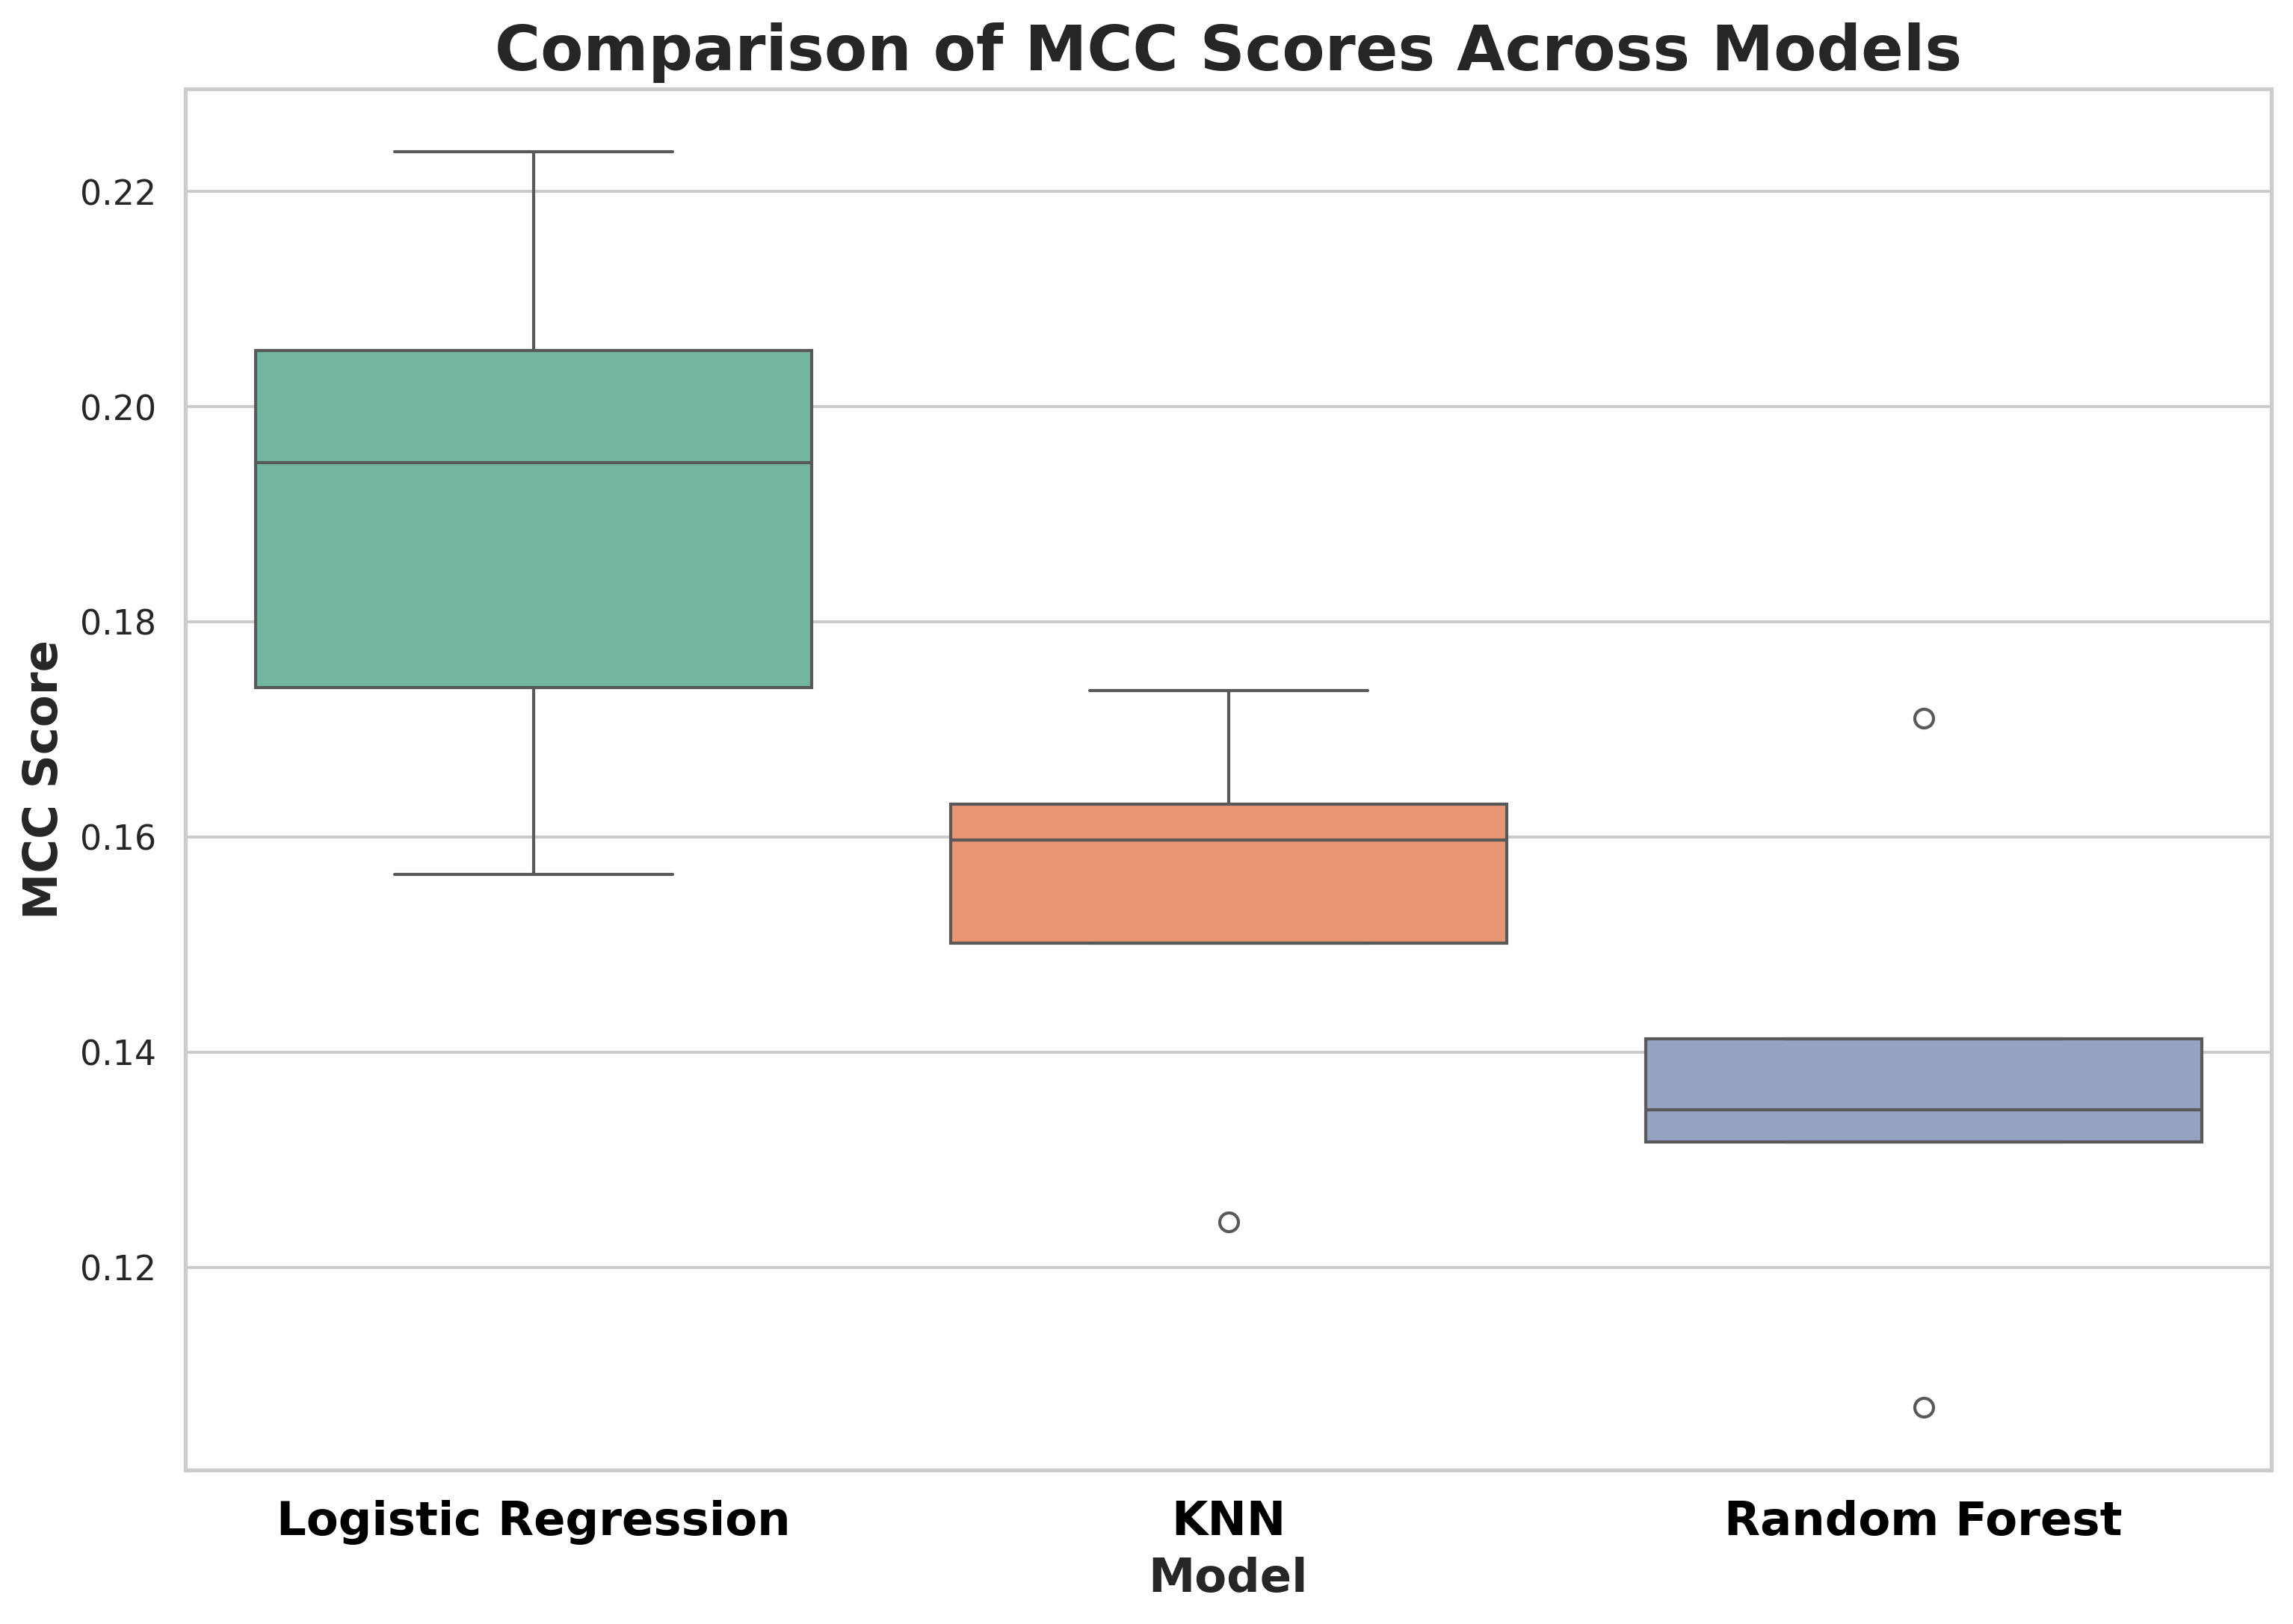 Comparison of MCC Scores Across Models
MCC Score
0.22
0.20
0.18
0.16
0.14
0.12
Logistic Regression KNN Random Forest
Model